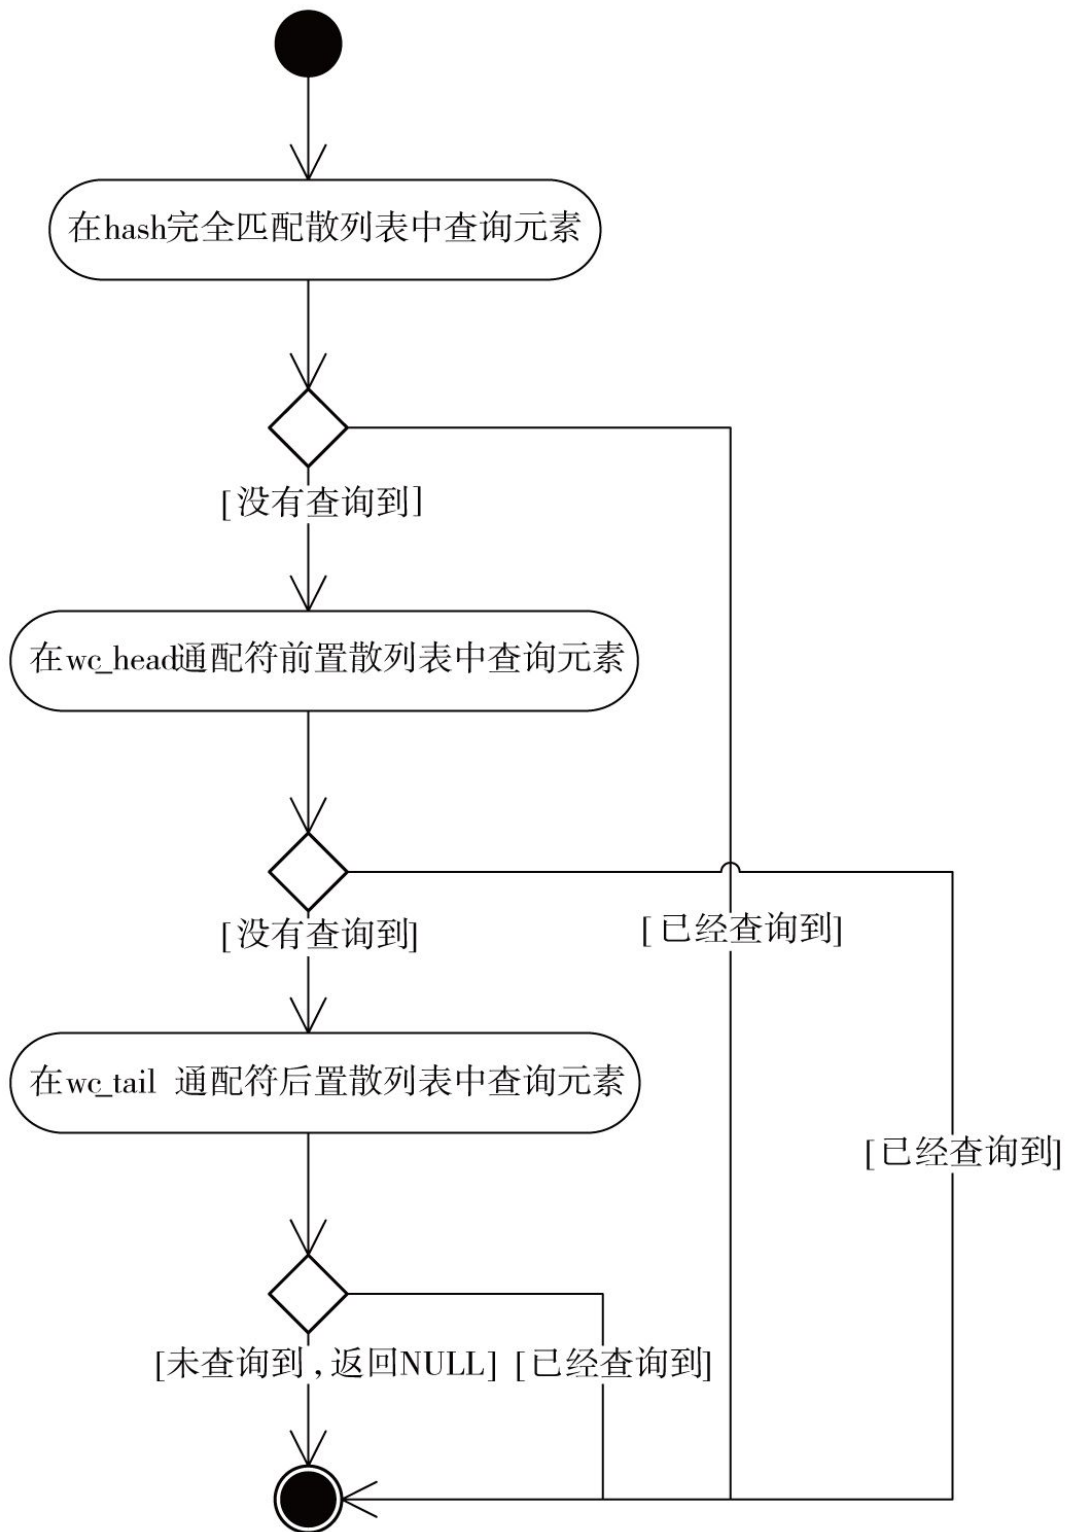 在hash完全匹配散列表中查询元素
[没有查询到]
在wc_head通配符前置散列表中查询元素
[没有查询到]
[已经查询到]
在wc_tail 通配符后置散列表中查询元素
[已经查询到]
[未查询到,返回NULL]
[已经查询到]